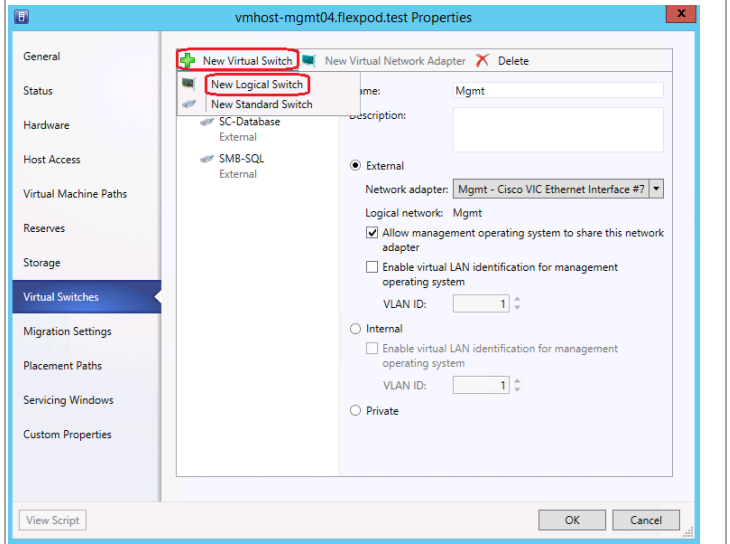 vmhost-mgmt04.flexpod.test Properties
x
General
Status
Hardware
Host Access
Virtual Machine Paths
Reserves
Storage
Virtual Switches
Migration Settings
Placement Paths
Servicing Windows
Custom Properties
New Virtual Switch
New Virtual Network Adapter
Delete
New Logical Switch
New Standard Switch
SC-Database
External
SMB-SQL
External
ame:
Mgmt
Description:
External
Network adapter:
Mgmt - Cisco VIC Ethernet Interface #7
Logical network: Mgmt
Allow management operating system to share this network
adapter
Enable virtual LAN identification for management
operating system
VLAN ID:
1
Internal
Enable virtual LAN identification for management
operating system
VLAN ID:
1
Private
View Script
OK
Cancel